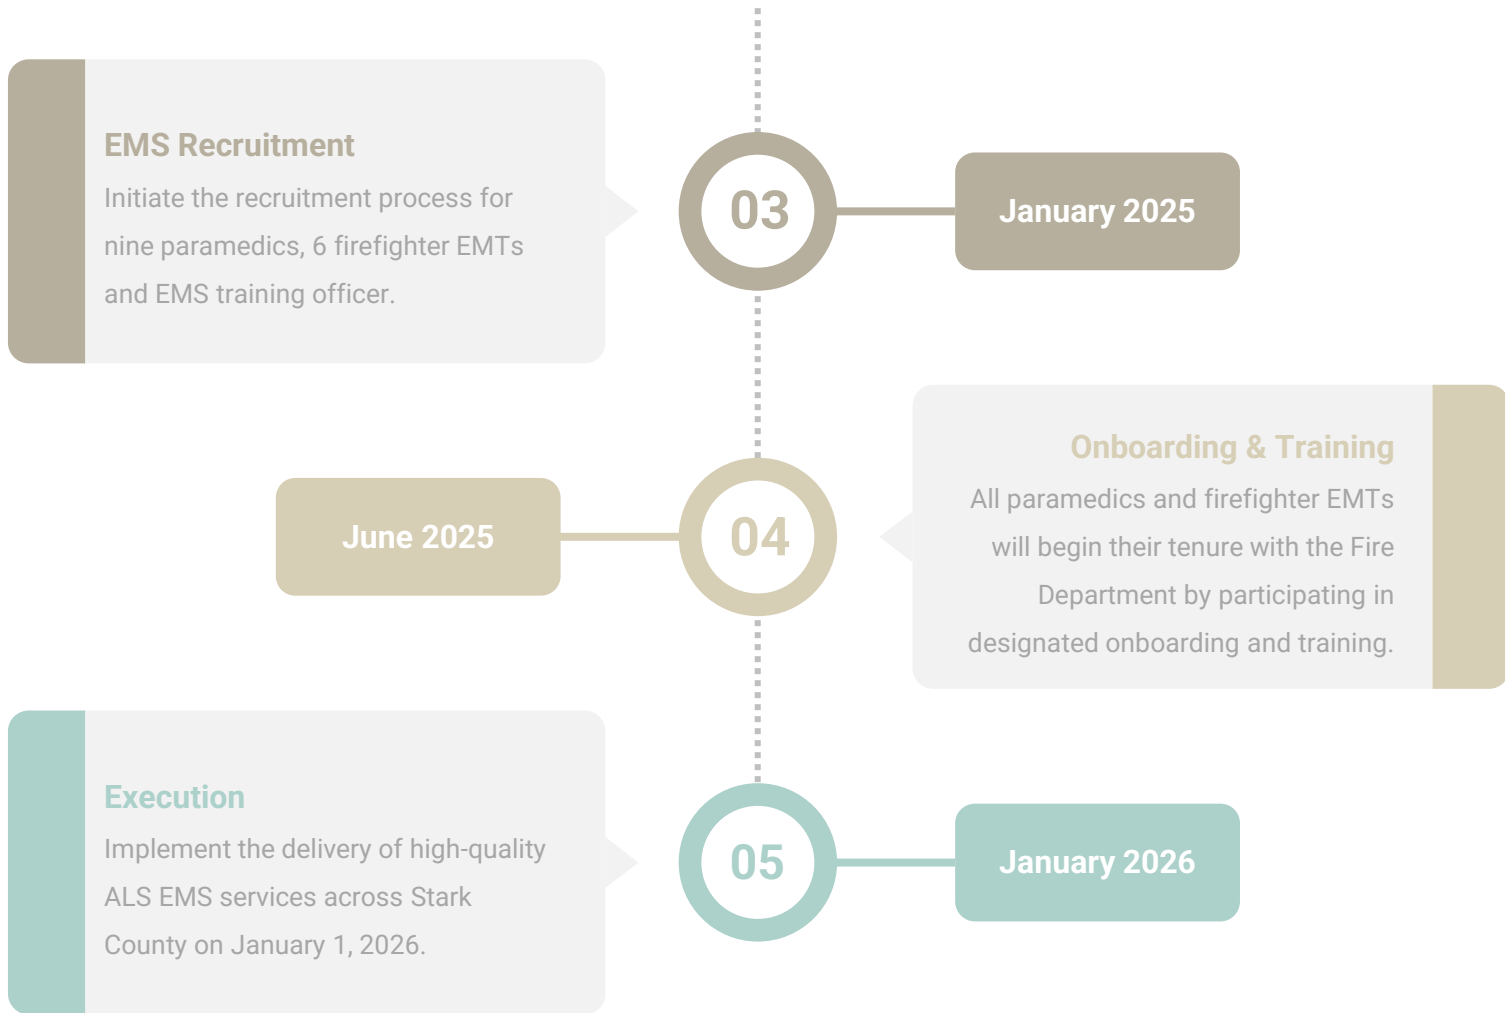 EMS Recruitment
Initiate the recruitment process for
nine paramedics, 6 firefighter EMTs
and EMS training officer.
03
January 2025
June 2025
04
Onboarding & Training
All paramedics and firefighter EMTs
will begin their tenure with the Fire
Department by participating in
designated onboarding and training.
Execution
Implement the delivery of high-quality
ALS EMS services across Stark
County on January 1, 2026.
05
January 2026